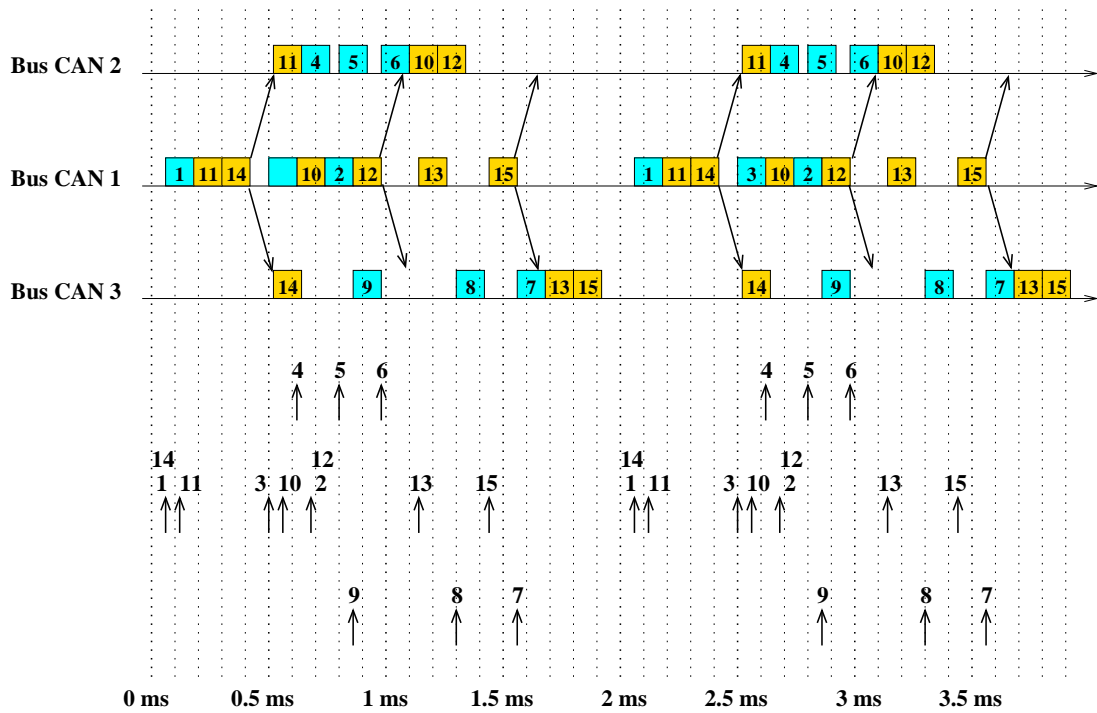 Bus CAN 2 11 4 5 6 10 12 11 4 5 6 10 12
Bus CAN 1 1 11 14 10 2 12 13 15 1 11 14 3 10 2 12 13 15
Bus CAN 3 14 9 8 7 13 15 14 9 8 7 13 15
4 5 6 4 5 6
14 12 14 12
1 11 3 10 2 13 15 1 11 3 10 2 13 15
9 8 7 9 8 7
0 ms 0.5 ms 1 ms 1.5 ms 2 ms 2.5 ms 3 ms 3.5 ms